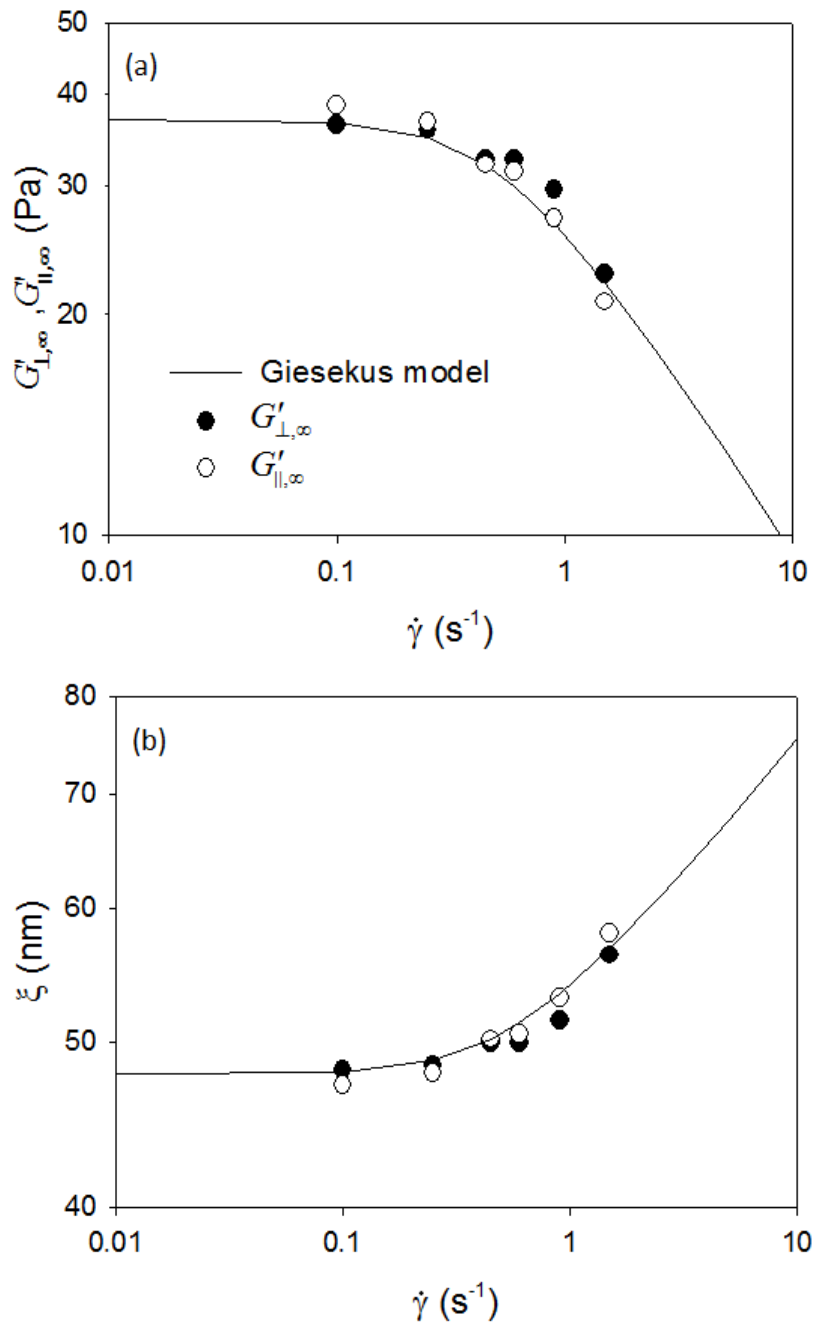 50
(a)
40
30
20
10
G'⊥,∞ , G'||,∞ (Pa)
Giesekus model
G′⊥,∞
G′||,∞
0.01 0.1 1 10
γ̇ (s-1)
80
(b)
70
60
50
40
ξ (nm)
0.01 0.1 1 10
γ̇ (s-1)